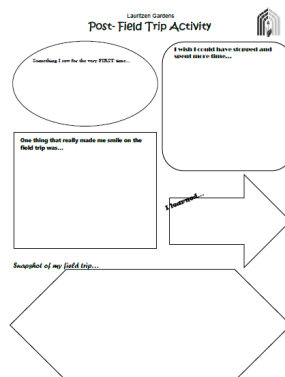 Lauritzen Gardens
Post- Field Trip Activity
Something I saw for the very FIRST time...
I wish I could have stopped and
spent more time...
One thing that really made me smile on the
field trip was...
I learned...
Snapshot of my field trip...